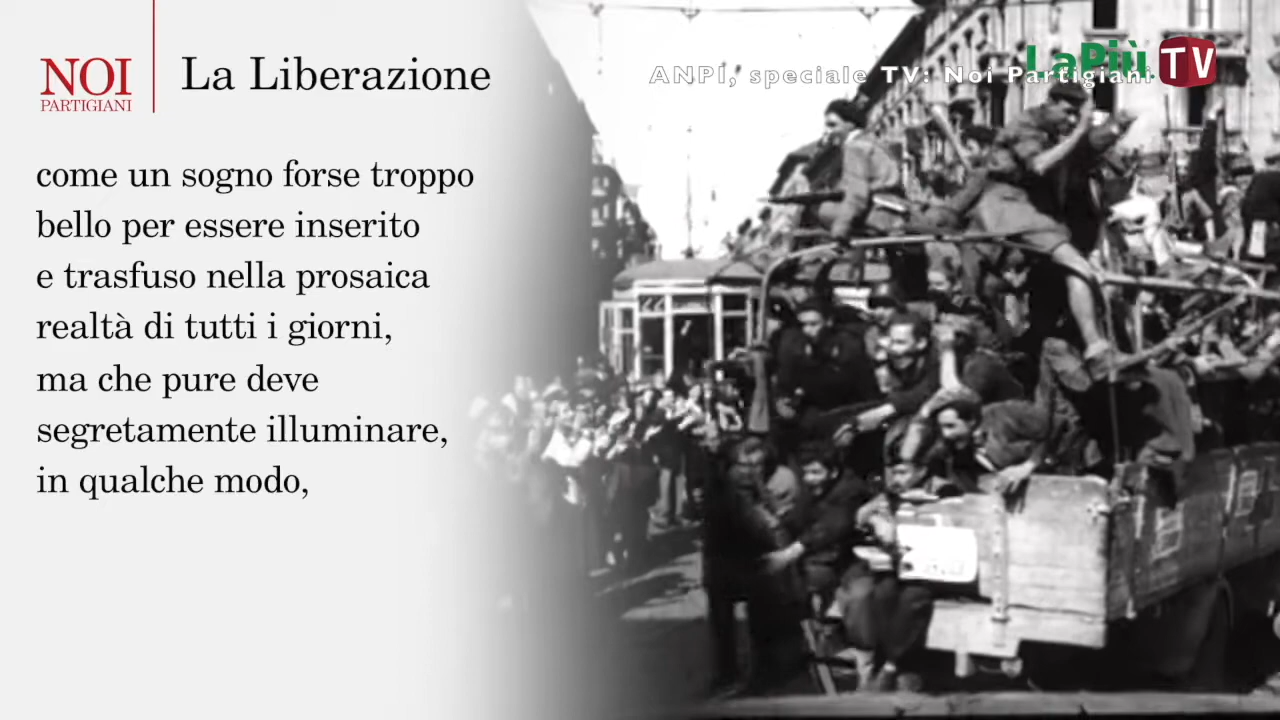 NOI
PARTIGIANI
La Liberazione
ANPI, speciale TV: Noi Partigiani
LaPiù TV
come un sogno forse troppo
bello per essere inserito
e trasfuso nella prosaica
realtà di tutti i giorni,
ma che pure deve
segretamente illuminare,
in qualche modo,